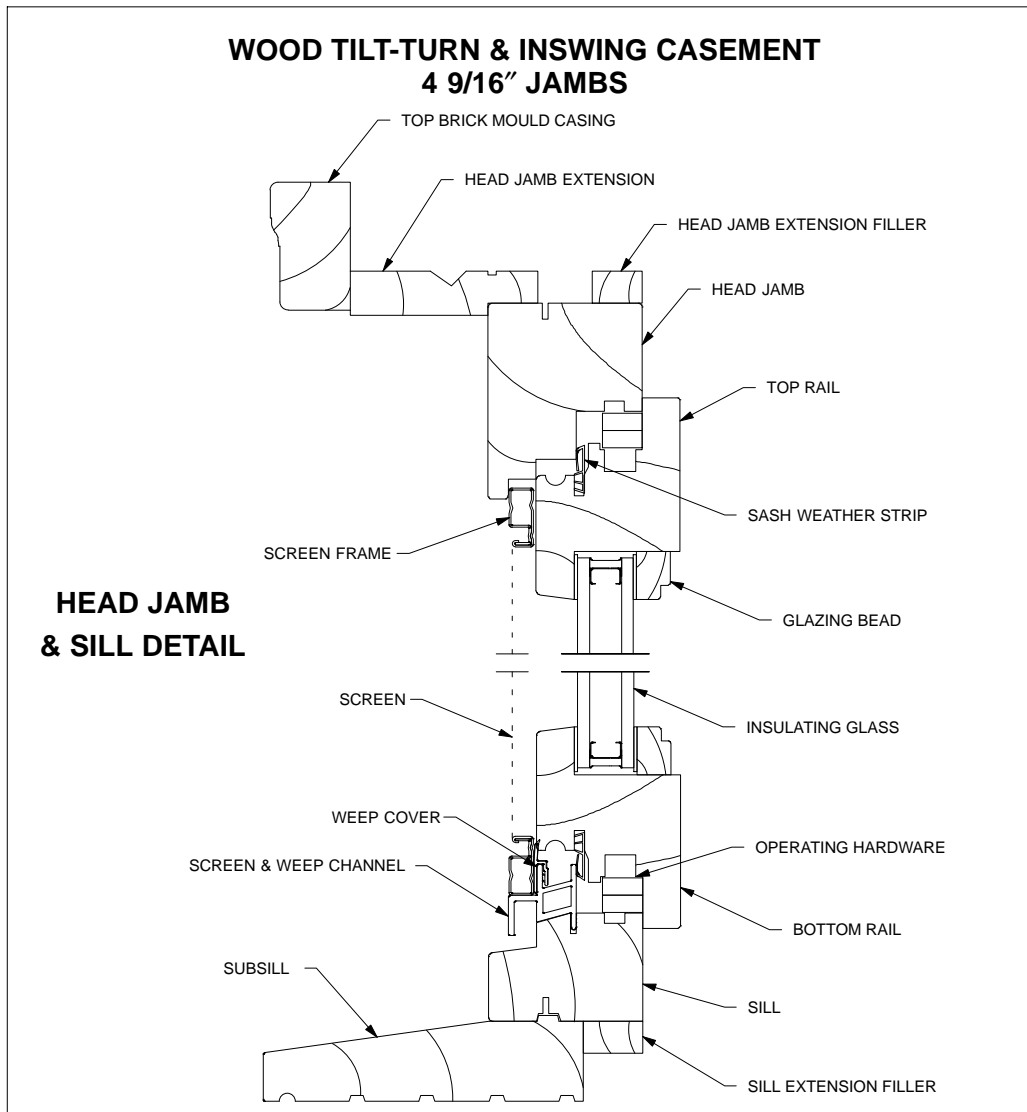 WOOD TILT-TURN & INSWING CASEMENT
4 9/16″ JAMBS
TOP BRICK MOULD CASING
HEAD JAMB EXTENSION
HEAD JAMB EXTENSION FILLER
HEAD JAMB
TOP RAIL
SASH WEATHER STRIP
SCREEN FRAME
HEAD JAMB
& SILL DETAIL
GLAZING BEAD
SCREEN
INSULATING GLASS
WEEP COVER
OPERATING HARDWARE
SCREEN & WEEP CHANNEL
BOTTOM RAIL
SUBSILL
SILL
SILL EXTENSION FILLER